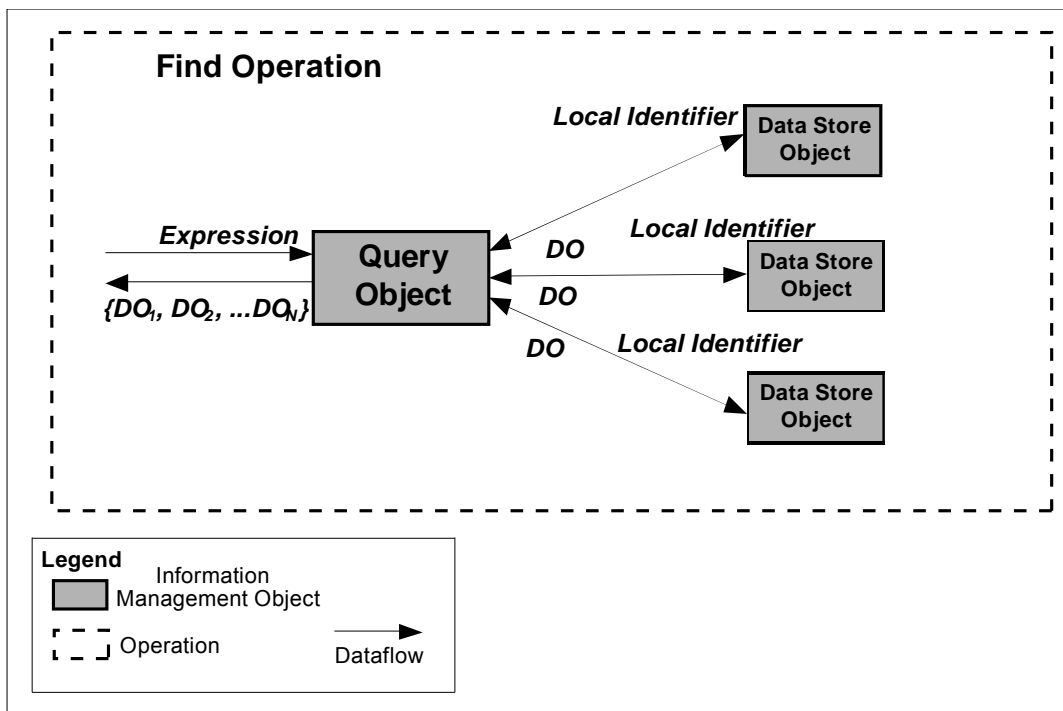 Find Operation
Local Identifier
Data Store
Object
Expression
Query
Object
{DO1, DO2, ...DON}
DO
Local Identifier
Data Store
Object
DO
DO
Local Identifier
Data Store
Object
Legend
Information
Management Object
Operation
Dataflow